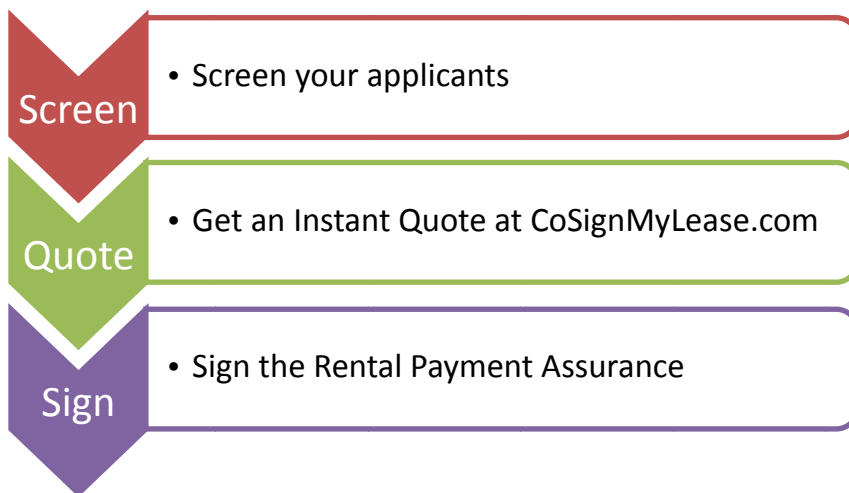 Screen
• Screen your applicants
Quote
• Get an Instant Quote at CoSignMyLease.com
Sign
• Sign the Rental Payment Assurance